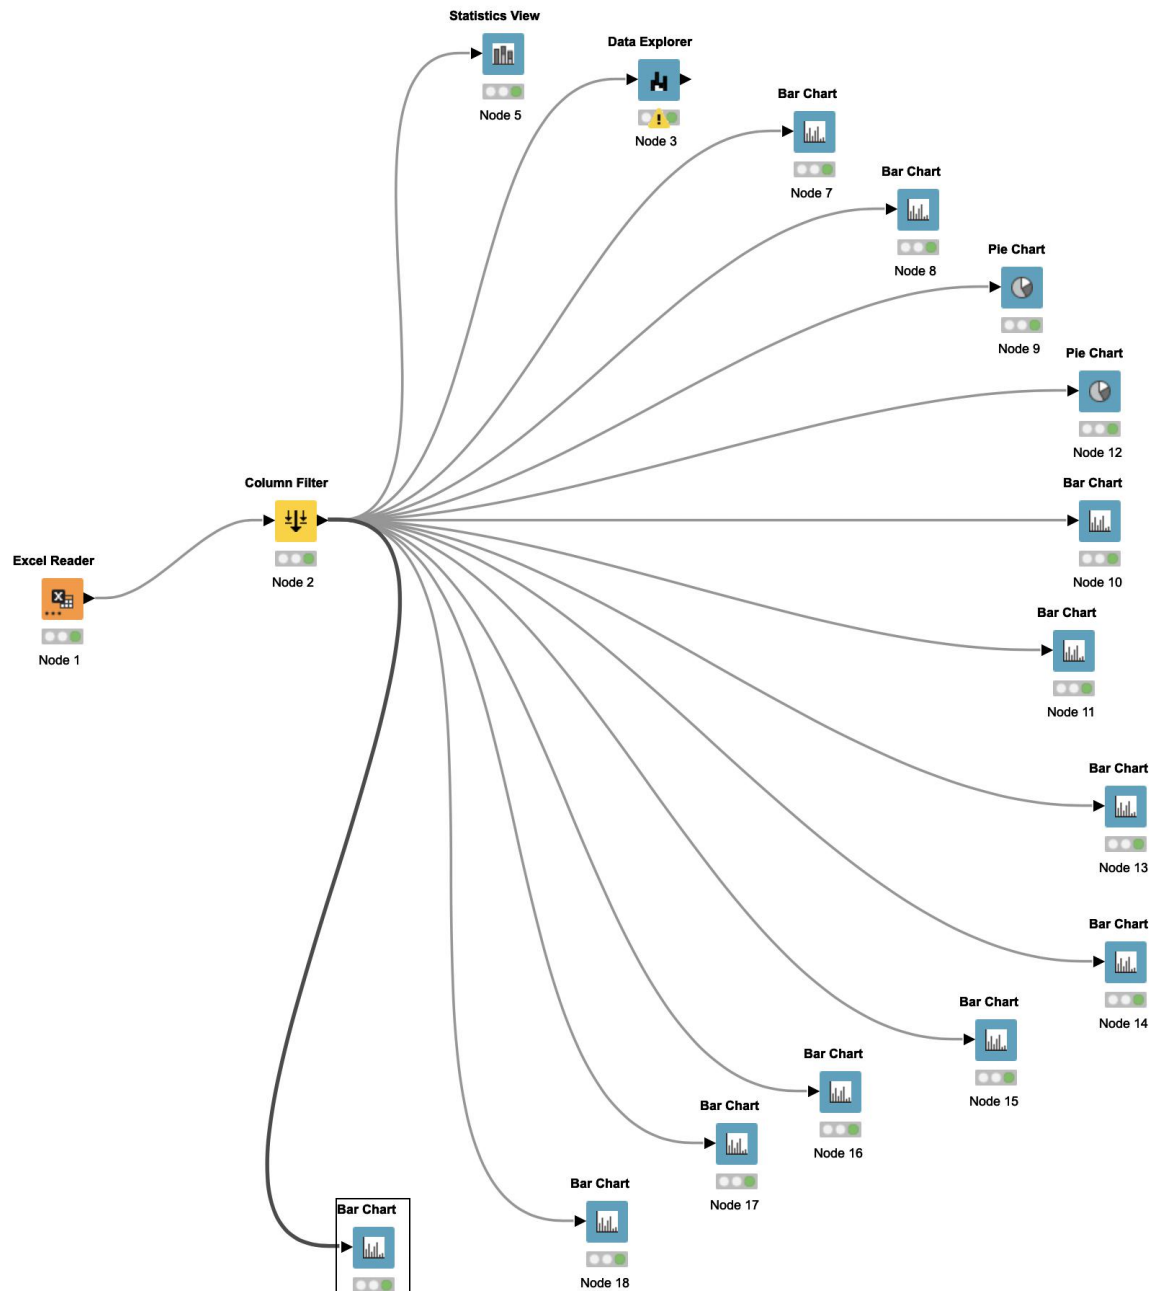 Statistics View
Node 5
Data Explorer
Node 3
Bar Chart
Node 7
Bar Chart
Node 8
Pie Chart
Node 9
Pie Chart
Node 12
Column Filter
Node 2
Bar Chart
Node 10
Excel Reader
Node 1
Bar Chart
Node 11
Bar Chart
Node 13
Bar Chart
Node 14
Bar Chart
Node 15
Bar Chart
Node 16
Bar Chart
Node 17
Bar Chart
Node 18
Bar Chart